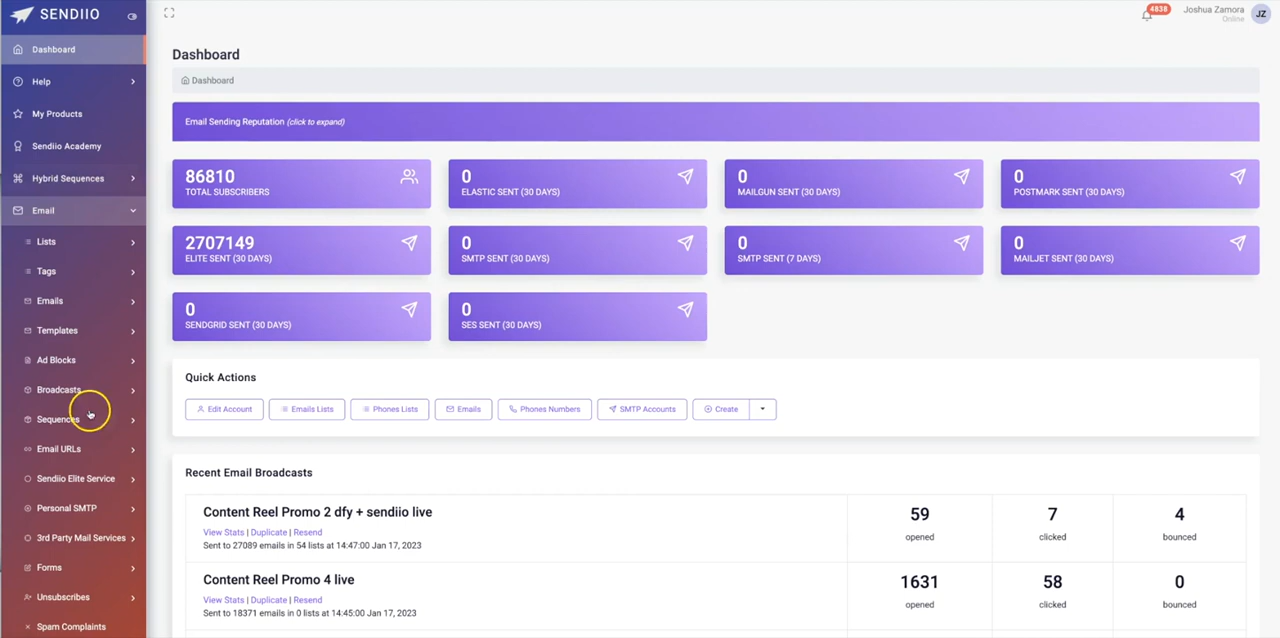 SENDIIO
4838
Joshua Zamora
Online
JZ
Dashboard
Help
My Products
Sendiio Academy
Hybrid Sequences
Email
Lists
Tags
Emails
Templates
Ad Blocks
Broadcasts
Sequences
Email URLs
Sendiio Elite Service
Personal SMTP
3rd Party Mail Services
Forms
Unsubscribes
Spam Complaints
Dashboard
Dashboard
Email Sending Reputation (click to expand)
86810
TOTAL SUBSCRIBERS
0
ELASTIC SENT (30 DAYS)
0
MAILGUN SENT (30 DAYS)
0
POSTMARK SENT (30 DAYS)
2707149
ELITE SENT (30 DAYS)
0
SMTP SENT (30 DAYS)
0
SMTP SENT (7 DAYS)
0
MAILJET SENT (30 DAYS)
0
SENDGRID SENT (30 DAYS)
0
SES SENT (30 DAYS)
Quick Actions
Edit Account
Emails Lists
Phones Lists
Emails
Phones Numbers
SMTP Accounts
Create
Recent Email Broadcasts
Content Reel Promo 2 dfy + sendiio live
View Stats | Duplicate | Resend
Sent to 27089 emails in 54 lists at 14:47:00 Jan 17, 2023
59
opened
7
clicked
4
bounced
Content Reel Promo 4 live
View Stats | Duplicate | Resend
Sent to 18371 emails in 0 lists at 14:45:00 Jan 17, 2023
1631
opened
58
clicked
0
bounced